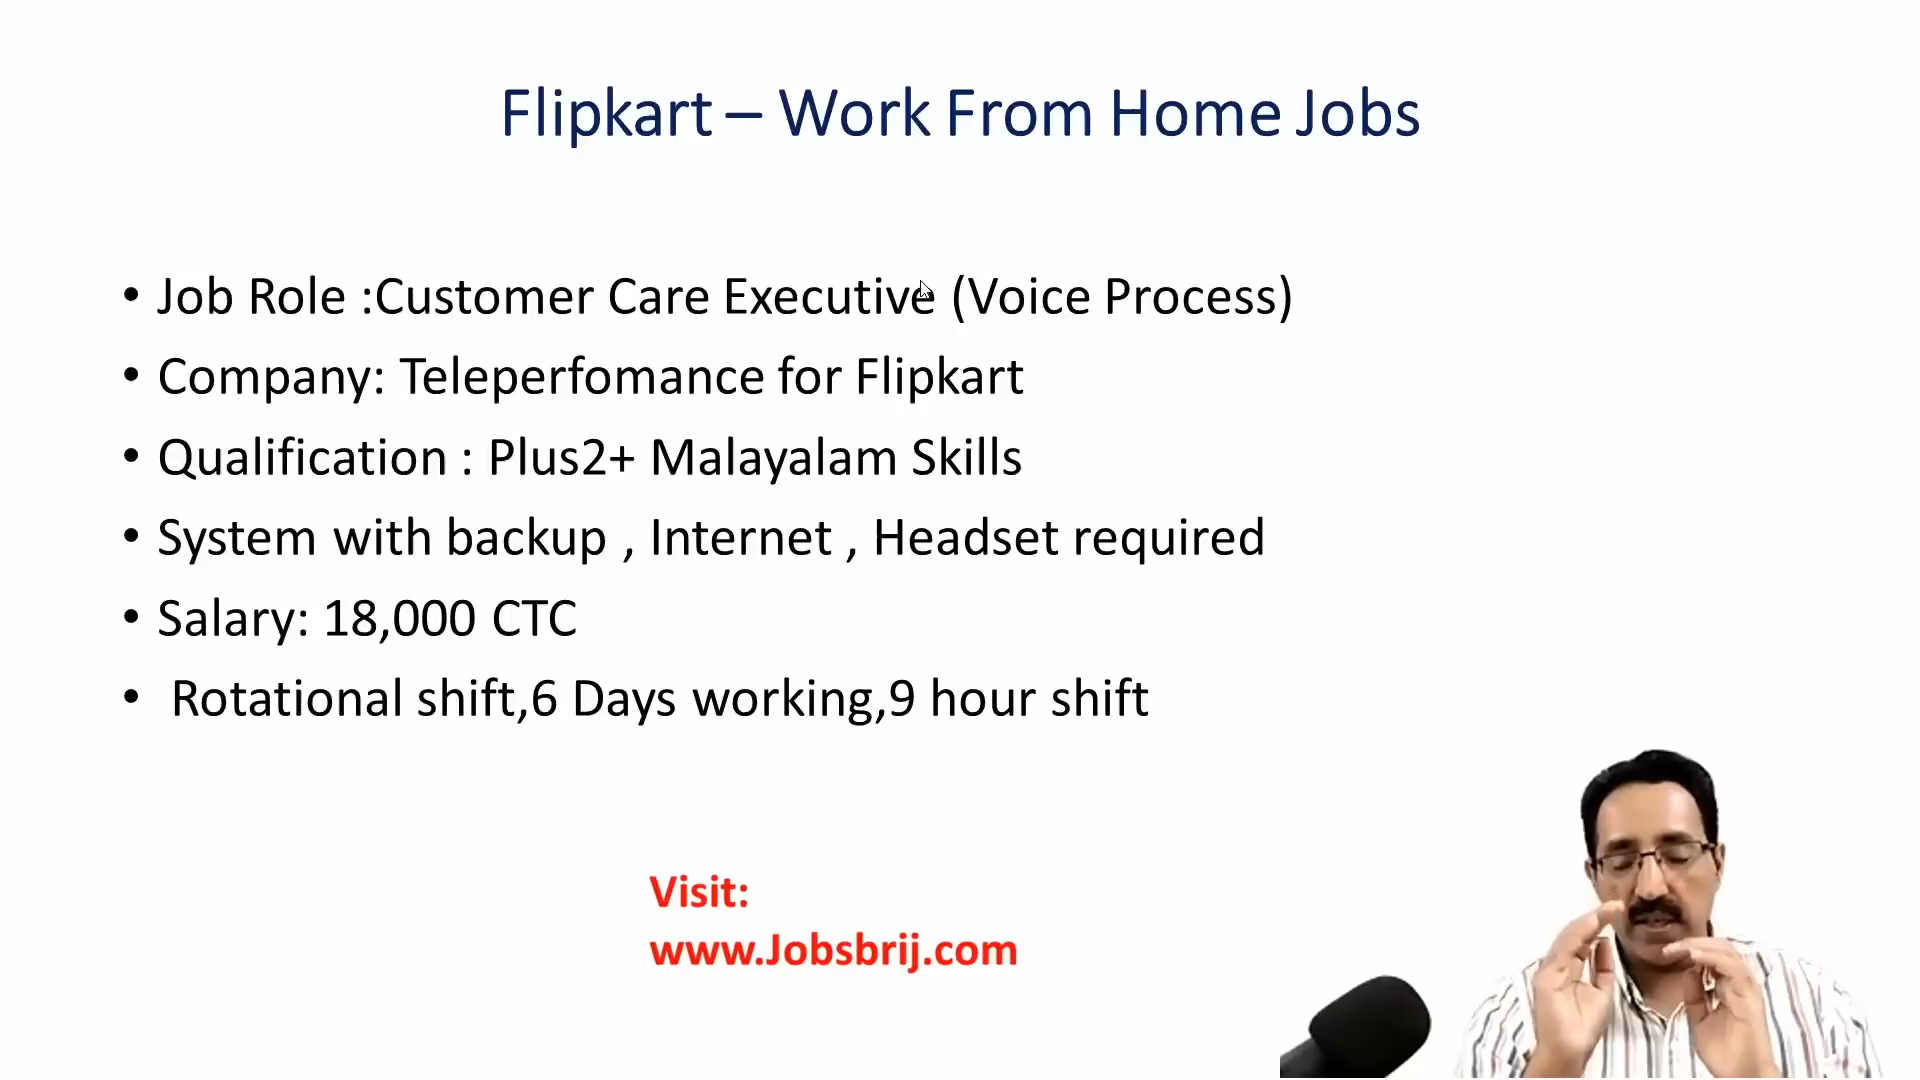 Flipkart – Work From Home Jobs
• Job Role :Customer Care Executive (Voice Process)
• Company: Teleperfomance for Flipkart
• Qualification : Plus2+ Malayalam Skills
• System with backup , Internet , Headset required
• Salary: 18,000 CTC
• Rotational shift,6 Days working,9 hour shift
Visit:
www.Jobsbrij.com